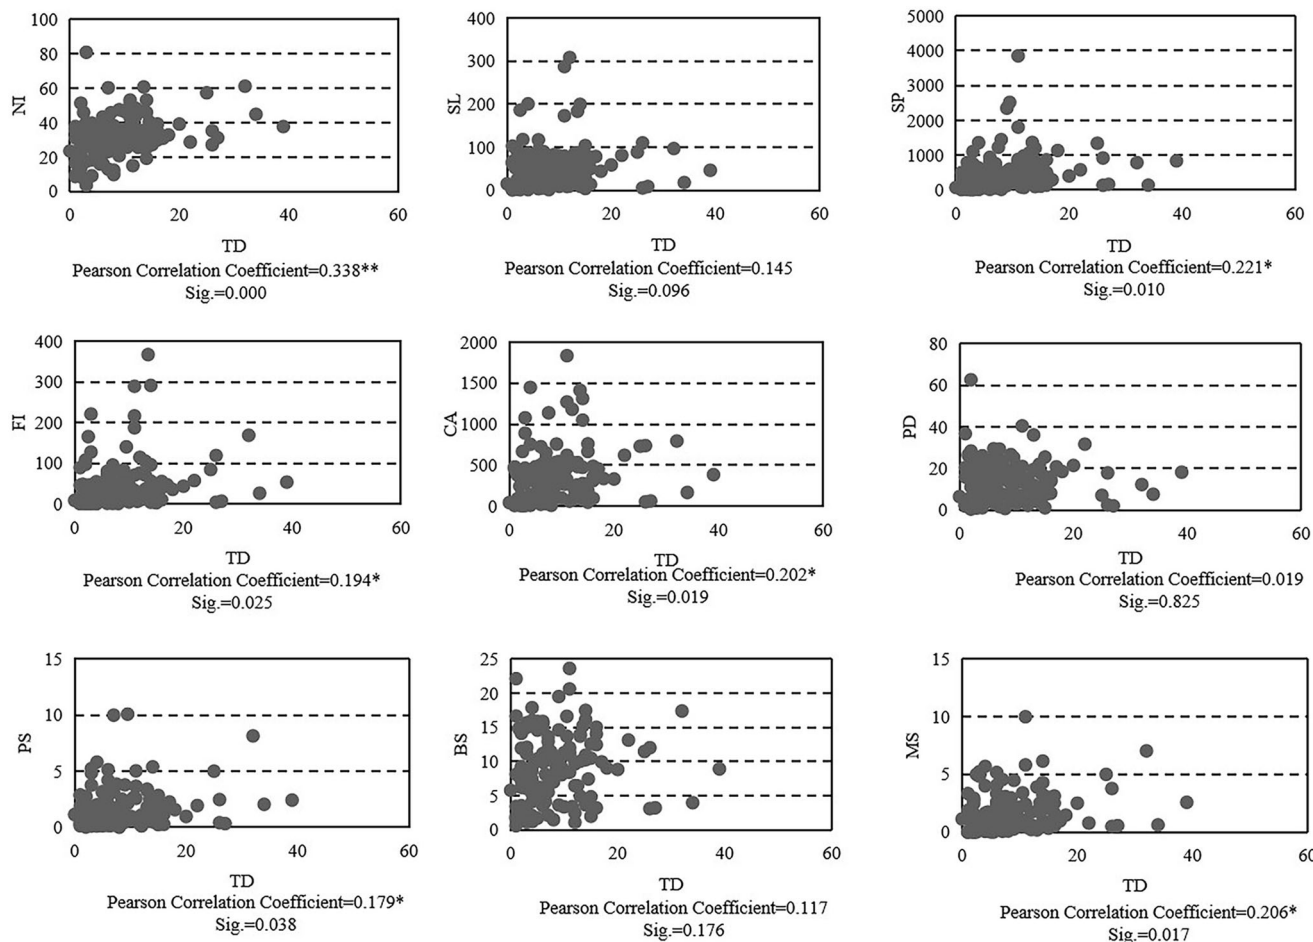 100
80
60
40
20
0
NI
0 20 40 60
TD
Pearson Correlation Coefficient=0.338**
Sig.=0.000
400
300
200
100
0
SL
0 20 40 60
TD
Pearson Correlation Coefficient=0.145
Sig.=0.096
5000
4000
3000
2000
1000
0
SP
0 20 40 60
TD
Pearson Correlation Coefficient=0.221*
Sig.=0.010
400
300
200
100
0
FI
0 20 40 60
TD
Pearson Correlation Coefficient=0.194*
Sig.=0.025
2000
1500
1000
500
0
CA
0 20 40 60
TD
Pearson Correlation Coefficient=0.202*
Sig.=0.019
80
60
40
20
0
PD
0 20 40 60
TD
Pearson Correlation Coefficient=0.019
Sig.=0.825
15
10
5
0
PS
0 20 40 60
TD
Pearson Correlation Coefficient=0.179*
Sig.=0.038
25
20
15
10
5
0
BS
0 20 40 60
TD
Pearson Correlation Coefficient=0.117
Sig.=0.176
15
10
5
0
MS
0 20 40 60
TD
Pearson Correlation Coefficient=0.206*
Sig.=0.017